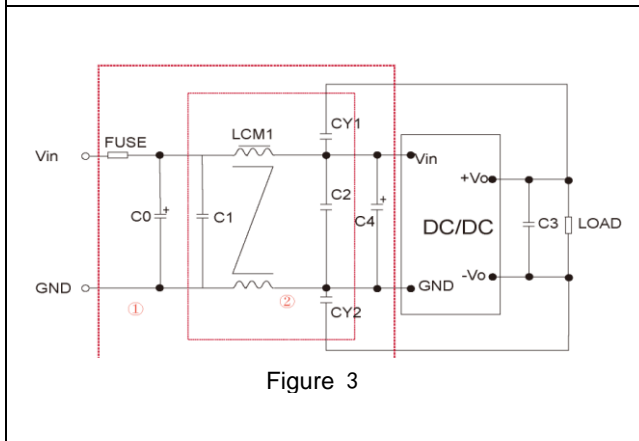 CY1
LCM1
FUSE
Vin
Vin
+Vo
C0 +
C1
C2
+
C4
DC/DC
C3
LOAD
-Vo
GND
GND
①
②
CY2
Figure 3